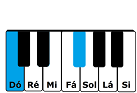 Dó Ré Mi Fá Sol Lá Si